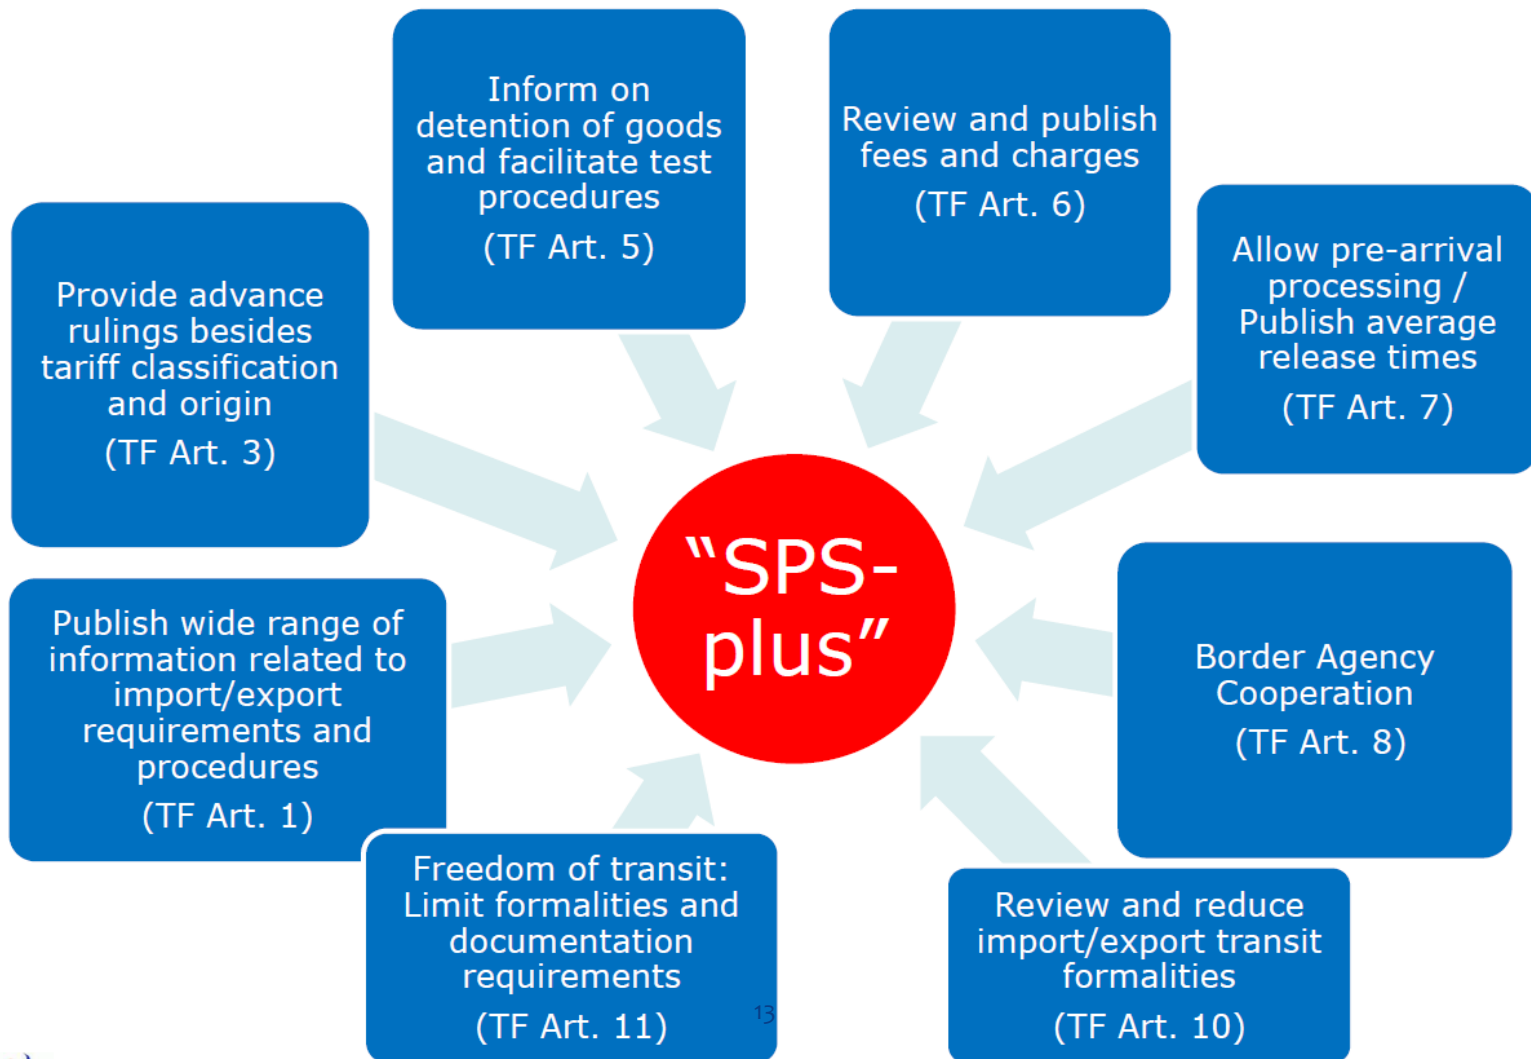 Inform on
detention of goods
and facilitate test
procedures
(TF Art. 5)
Review and publish
fees and charges
(TF Art. 6)
Provide advance
rulings besides
tariff classification
and origin
(TF Art. 3)
Allow pre-arrival
processing /
Publish average
release times
(TF Art. 7)
“SPS-
plus”
Publish wide range of
information related to
import/export
requirements and
procedures
(TF Art. 1)
Border Agency
Cooperation
(TF Art. 8)
Freedom of transit:
Limit formalities and
documentation
requirements
(TF Art. 11)
Review and reduce
import/export transit
formalities
(TF Art. 10)
13